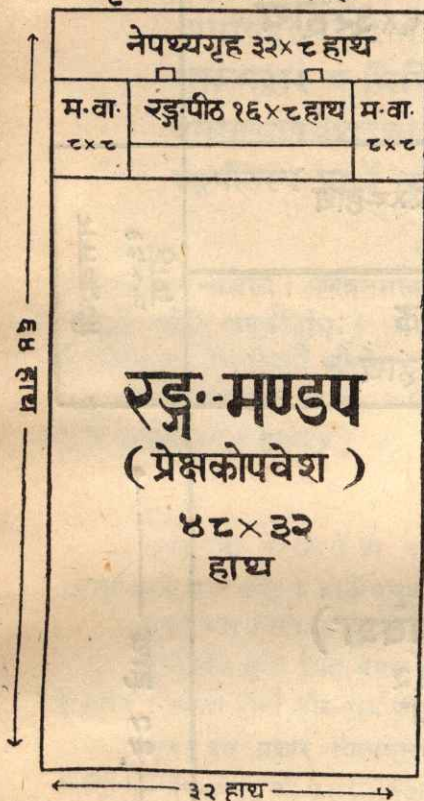 नेपथ्यगृह ३२×८ हाथ
म॰ वा॰ रङ्ग-पीठ १६×८ हाथ म॰ वा॰
८×८ ८×८
६४ हाथ
रङ्ग--मण्डप
( प्रेक्षकोपवेश )
४८×३२
हाथ
३२ हाथ